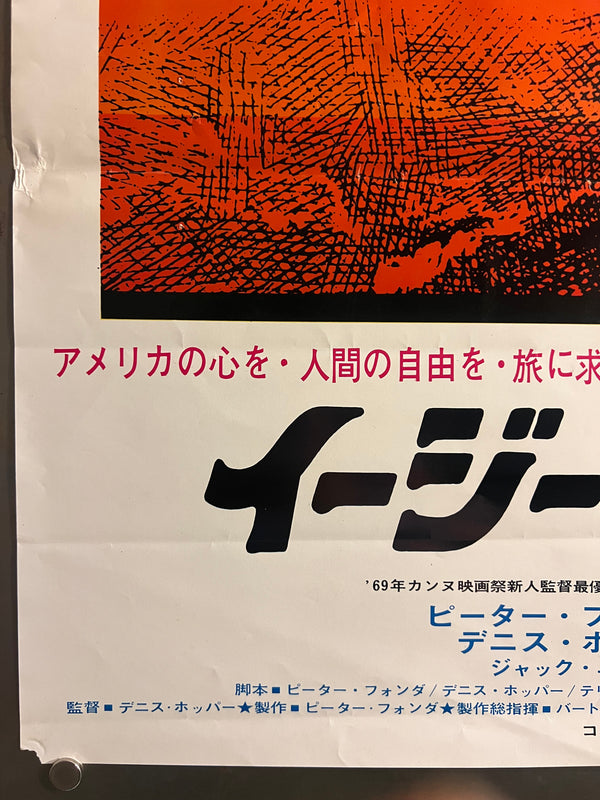 アメリカの心を・人間の自由を・旅に求
イージー
'69年カンヌ映画祭新人監督最優
ピーター・フ
デニス・ホ
ジャック・
脚本■ピーター・フォンダ/デニス・ホッパー/テリ
監督■デニス・ホッパー★製作■ピーター・フォンダ★製作総指揮■バート
コ